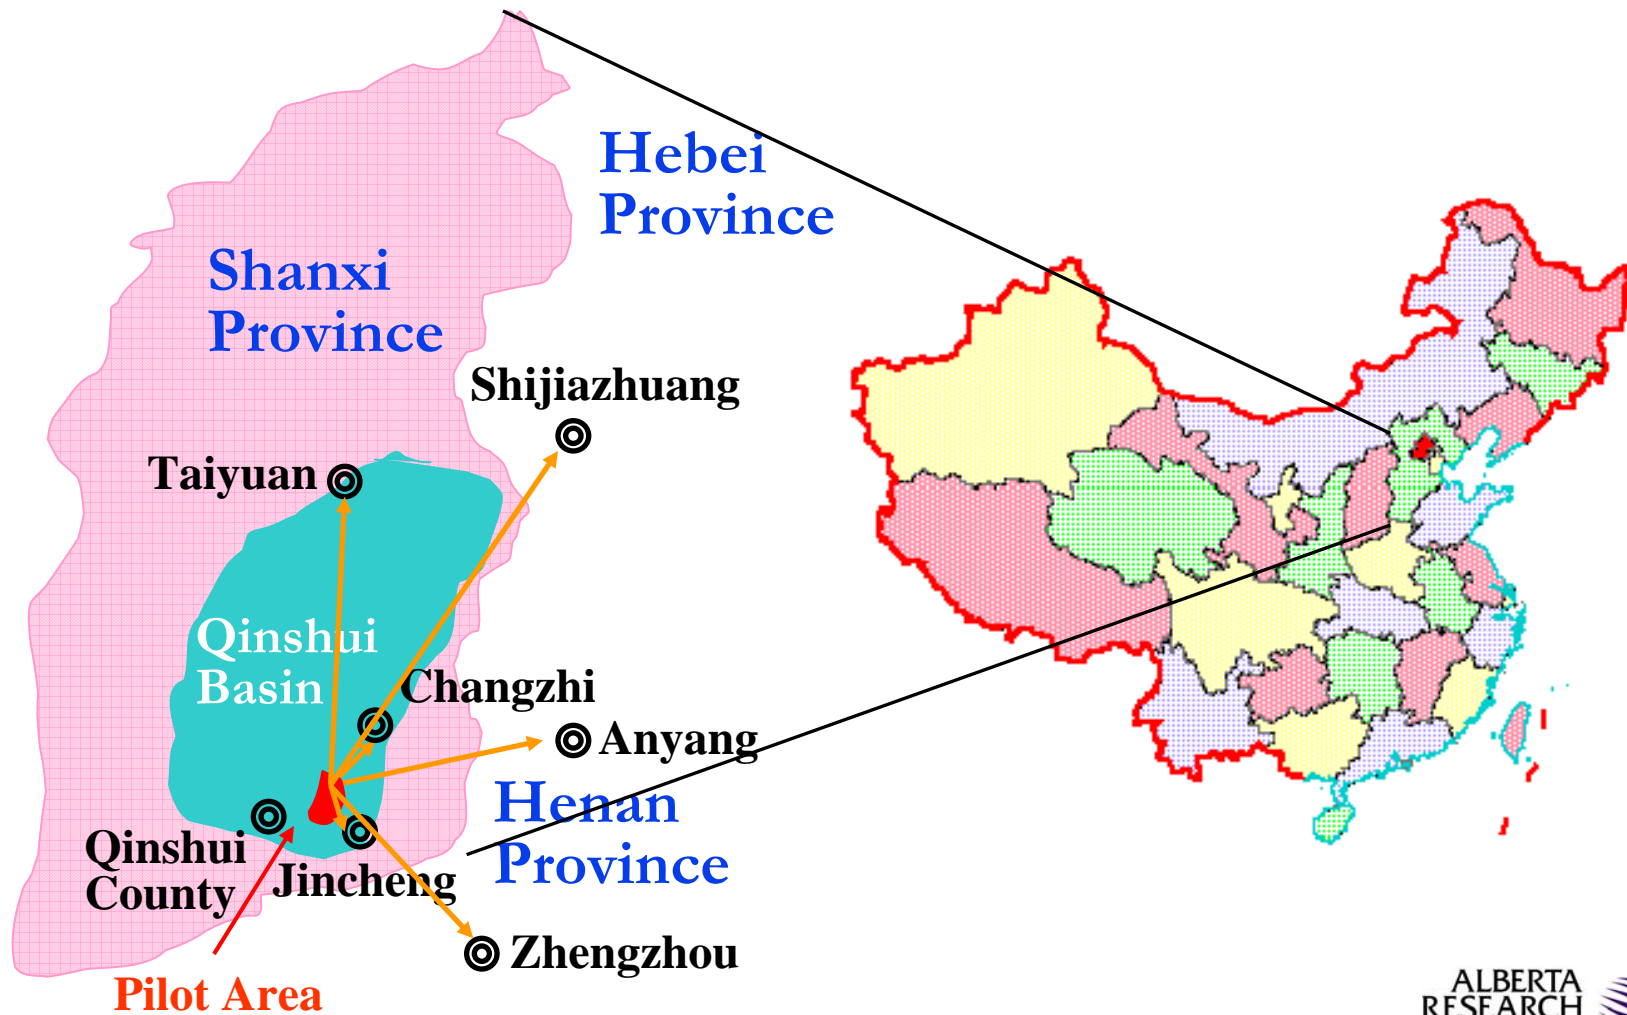 Hebei
Province
Shanxi
Province
Shijiazhuang
Taiyuan
Qinshui
Basin
Changzhi
Anyang
Henan
Province
Qinshui
County
Jincheng
Zhengzhou
Pilot Area
ALBERTA
RESEARCH